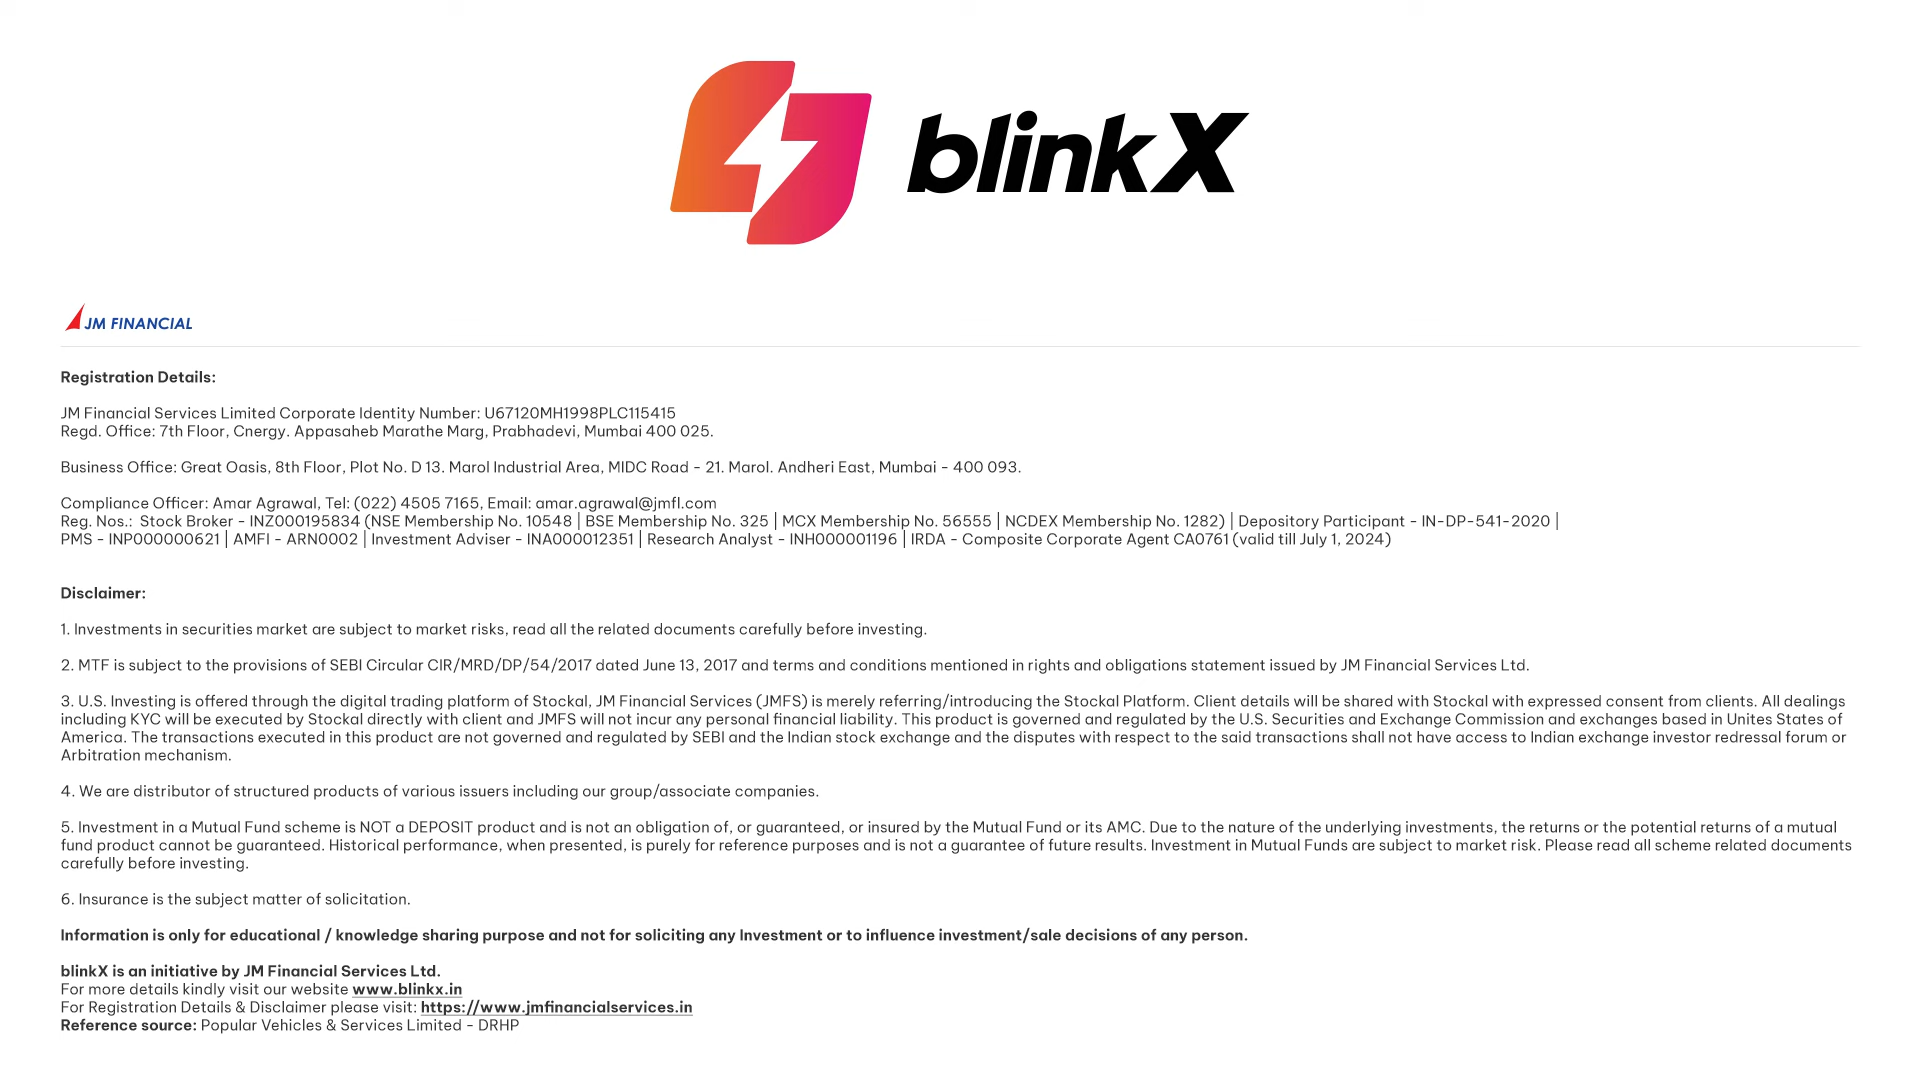 blinkX
JM FINANCIAL
Registration Details:
JM Financial Services Limited Corporate Identity Number: U67120MH1998PLC115415
Regd. Office: 7th Floor, Cnergy. Appasaheb Marathe Marg, Prabhadevi, Mumbai 400 025.
Business Office: Great Oasis, 8th Floor, Plot No. D 13. Marol Industrial Area, MIDC Road - 21. Marol. Andheri East, Mumbai - 400 093.
Compliance Officer: Amar Agrawal, Tel: (022) 4505 7165, Email: amar.agrawal@jmfl.com
Reg. Nos.: Stock Broker - INZ000195834 (NSE Membership No. 10548 | BSE Membership No. 325 | MCX Membership No. 56555 | NCDEX Membership No. 1282) | Depository Participant - IN-DP-541-2020 |
PMS - INP000000621 | AMFI - ARN0002 | Investment Adviser - INA000012351 | Research Analyst - INH000001196 | IRDA - Composite Corporate Agent CA0761 (valid till July 1, 2024)
Disclaimer:
1. Investments in securities market are subject to market risks, read all the related documents carefully before investing.
2. MTF is subject to the provisions of SEBI Circular CIR/MRD/DP/54/2017 dated June 13, 2017 and terms and conditions mentioned in rights and obligations statement issued by JM Financial Services Ltd.
3. U.S. Investing is offered through the digital trading platform of Stockal, JM Financial Services (JMFS) is merely referring/introducing the Stockal Platform. Client details will be shared with Stockal with expressed consent from clients. All dealings
including KYC will be executed by Stockal directly with client and JMFS will not incur any personal financial liability. This product is governed and regulated by the U.S. Securities and Exchange Commission and exchanges based in Unites States of
America. The transactions executed in this product are not governed and regulated by SEBI and the Indian stock exchange and the disputes with respect to the said transactions shall not have access to Indian exchange investor redressal forum or
Arbitration mechanism.
4. We are distributor of structured products of various issuers including our group/associate companies.
5. Investment in a Mutual Fund scheme is NOT a DEPOSIT product and is not an obligation of, or guaranteed, or insured by the Mutual Fund or its AMC. Due to the nature of the underlying investments, the returns or the potential returns of a mutual
fund product cannot be guaranteed. Historical performance, when presented, is purely for reference purposes and is not a guarantee of future results. Investment in Mutual Funds are subject to market risk. Please read all scheme related documents
carefully before investing.
6. Insurance is the subject matter of solicitation.
Information is only for educational / knowledge sharing purpose and not for soliciting any Investment or to influence investment/sale decisions of any person.
blinkX is an initiative by JM Financial Services Ltd.
For more details kindly visit our website www.blinkx.in
For Registration Details & Disclaimer please visit: https://www.jmfinancialservices.in
Reference source: Popular Vehicles & Services Limited - DRHP